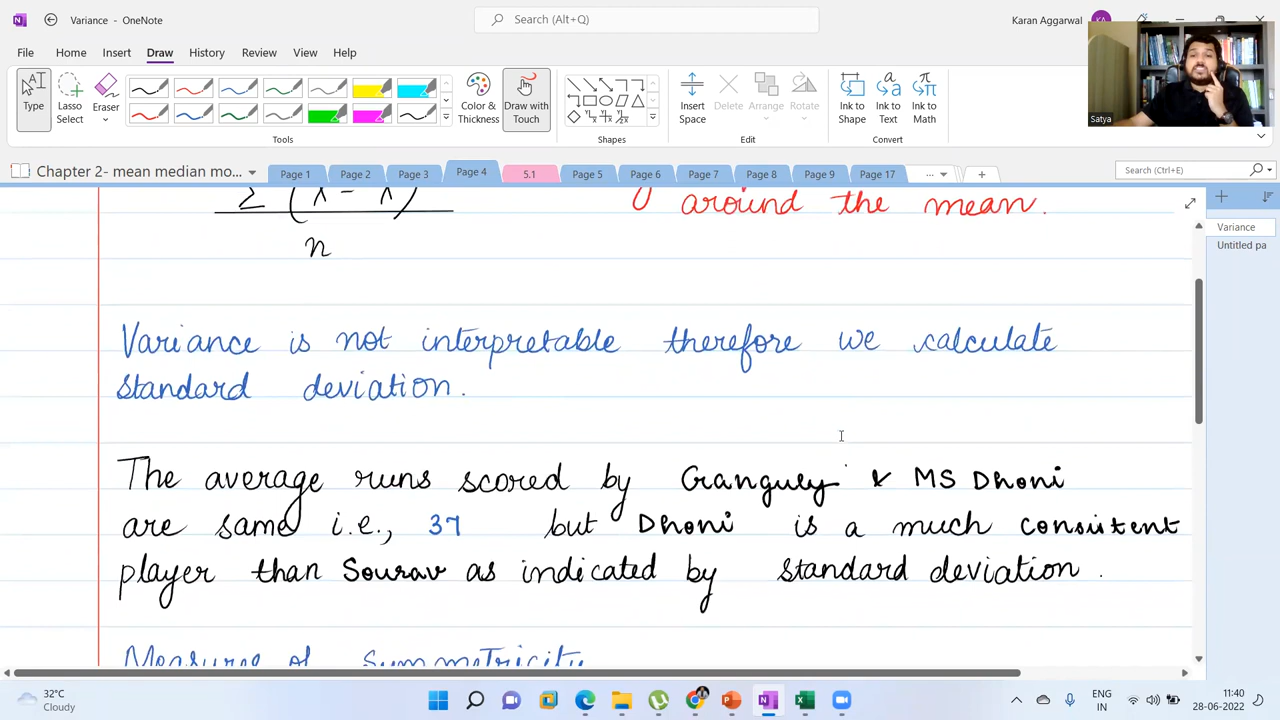 Variance - OneNote
Search (Alt+Q)
Karan Aggarwal
KA
File Home Insert Draw History Review View Help
Type
Lasso Select
Eraser
Color & Thickness
Draw with Touch
Insert Space
Delete
Arrange
Rotate
Ink to Shape
Ink to Text
Ink to Math
Tools
Shapes
Edit
Convert
Satya
Chapter 2- mean median mo...
Page 1 Page 2 Page 3 Page 4 5.1 Page 5 Page 6 Page 7 Page 8 Page 9 Page 17 ...
Search (Ctrl+E)
Variance
Untitled pa
Σ (x - x̄)
n
around the mean.
Variance is not interpretable therefore we calculate
standard deviation.
The average runs scored by Granguly & MS Dhoni
are same i.e., 37 but Dhoni is a much consistent
player than Sourav as indicated by standard deviation.
Measures of symmetricity
32°C
Cloudy
ENG
IN
11:40
28-06-2022